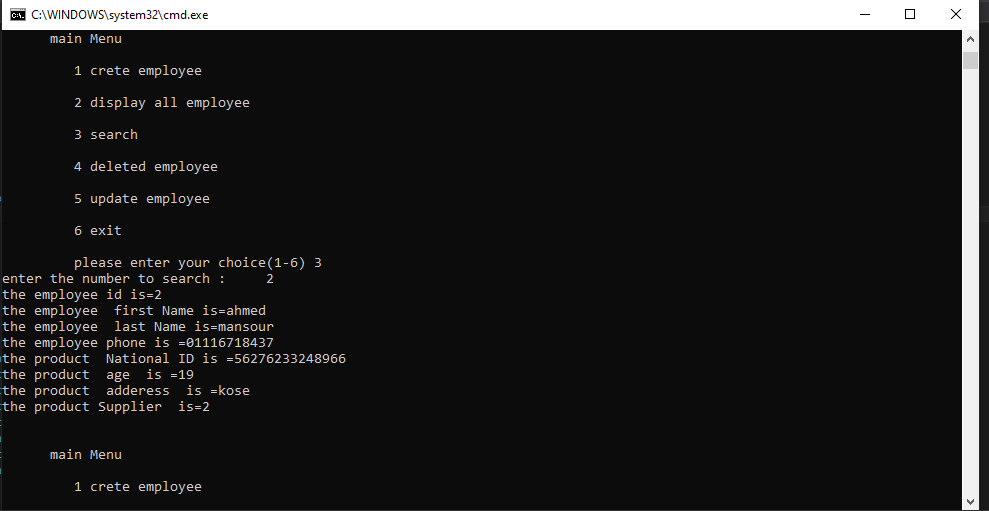 C:\WINDOWS\system32\cmd.exe
main Menu
1 crete employee
2 display all employee
3 search
4 deleted employee
5 update employee
6 exit
please enter your choice(1-6) 3
enter the number to search :     2
the employee id is=2
the employee  first Name is=ahmed
the employee  last Name is=mansour
the employee phone is =01116718437
the product  National ID is =56276233248966
the product  age  is =19
the product  adderess  is =kose
the product Supplier  is=2
main Menu
1 crete employee